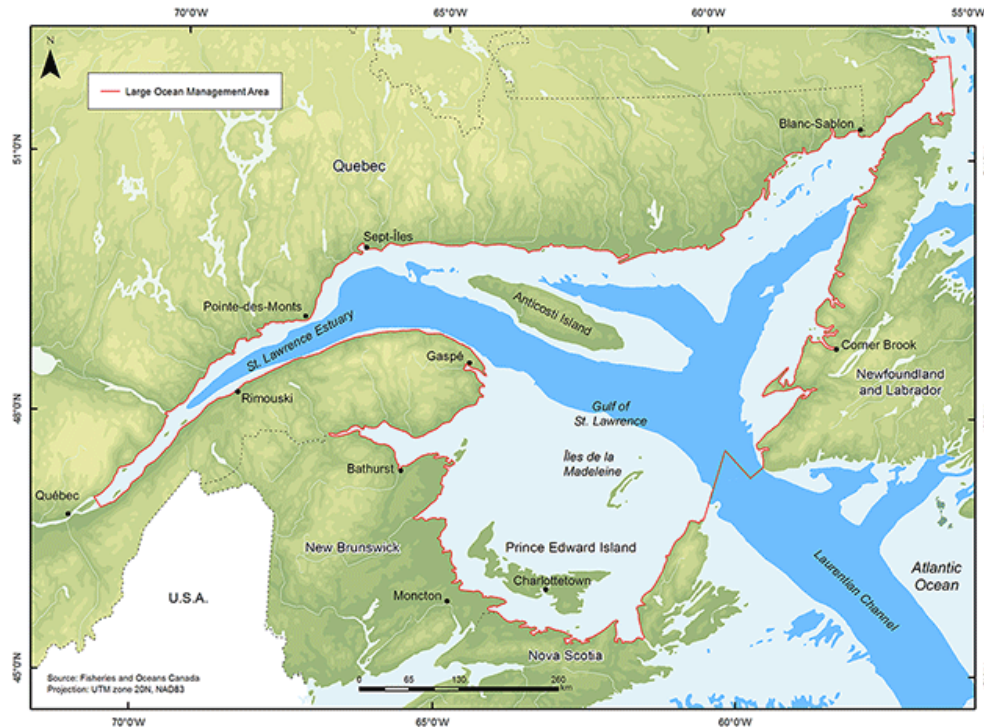 70°0'W
65°0'W
60°0'W
55°0'W
N
Large Ocean Management Area
Blanc-Sablon
51°0'N
Quebec
Sept-Îles
Pointe-des-Monts
St. Lawrence Estuary
Anticosti Island
Corner Brook
Gaspé
Newfoundland
and Labrador
Rimouski
48°0'N
Gulf of
St. Lawrence
Îles de la
Madeleine
Bathurst
Québec
New Brunswick
Prince Edward Island
Charlottetown
Laurentian Channel
Atlantic
Ocean
U.S.A.
Moncton
Nova Scotia
45°0'N
Source: Fisheries and Oceans Canada
Projection: UTM zone 20N, NAD83
0 65 130 260
km
70°0'W
65°0'W
60°0'W